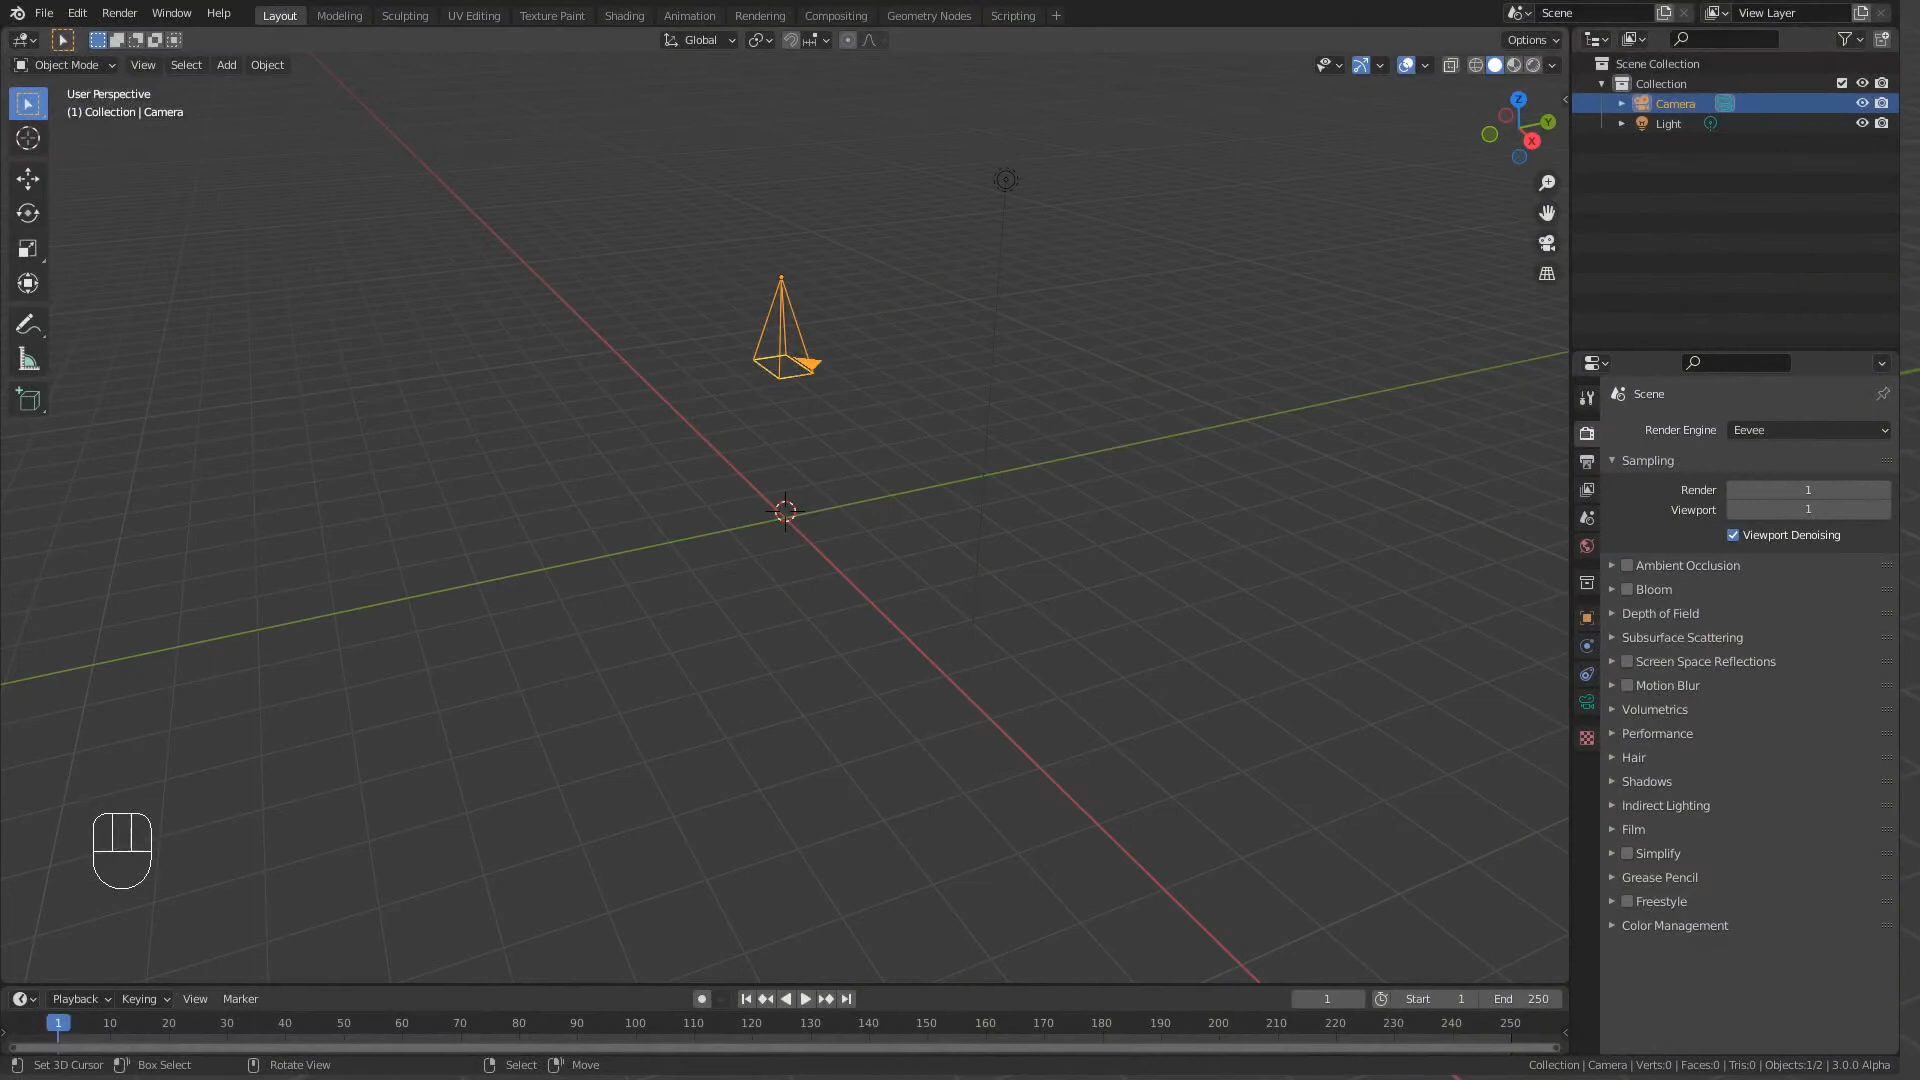 File Edit Render Window Help Layout Modeling Sculpting UV Editing Texture Paint Shading Animation Rendering Compositing Geometry Nodes Scripting + Scene View Layer
Global Options
Object Mode View Select Add Object
User Perspective
(1) Collection | Camera
Z
Y
X
Scene Collection
Collection
Camera
Light
Scene
Render Engine Eevee
Sampling
Render 1
Viewport 1
Viewport Denoising
Ambient Occlusion
Bloom
Depth of Field
Subsurface Scattering
Screen Space Reflections
Motion Blur
Volumetrics
Performance
Hair
Shadows
Indirect Lighting
Film
Simplify
Grease Pencil
Freestyle
Color Management
Playback Keying View Marker 1 Start 1 End 250
1 10 20 30 40 50 60 70 80 90 100 110 120 130 140 150 160 170 180 190 200 210 220 230 240 250
Set 3D Cursor Box Select Rotate View Select Move Collection | Camera | Verts:0 | Faces:0 | Tris:0 | Objects:1/2 | 3.0.0 Alpha